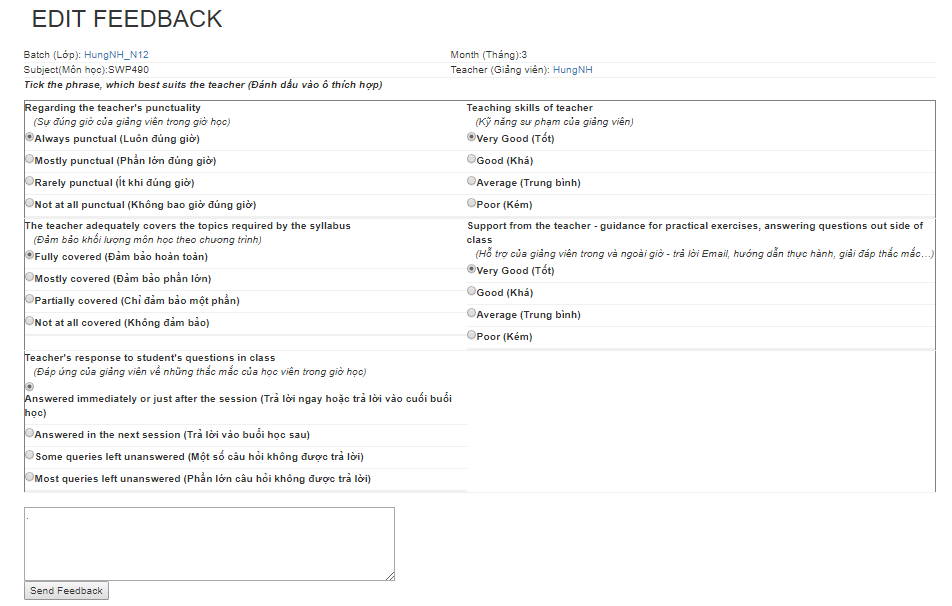 EDIT FEEDBACK
Batch (Lớp): HungNH_N12
Month (Tháng):3
Subject(Môn học):SWP490
Teacher (Giảng viên): HungNH
Tick the phrase, which best suits the teacher (Đánh dấu vào ô thích hợp)
Regarding the teacher's punctuality
(Sự đúng giờ của giảng viên trong giờ học)
Always punctual (Luôn đúng giờ)
Mostly punctual (Phần lớn đúng giờ)
Rarely punctual (Ít khi đúng giờ)
Not at all punctual (Không bao giờ đúng giờ)
Teaching skills of teacher
(Kỹ năng sư phạm của giảng viên)
Very Good (Tốt)
Good (Khá)
Average (Trung bình)
Poor (Kém)
The teacher adequately covers the topics required by the syllabus
(Đảm bảo khối lượng môn học theo chương trình)
Fully covered (Đảm bảo hoàn toàn)
Mostly covered (Đảm bảo phần lớn)
Partially covered (Chỉ đảm bảo một phần)
Not at all covered (Không đảm bảo)
Support from the teacher - guidance for practical exercises, answering questions out side of
class
(Hỗ trợ của giảng viên trong và ngoài giờ - trả lời Email, hướng dẫn thực hành, giải đáp thắc mắc...)
Very Good (Tốt)
Good (Khá)
Average (Trung bình)
Poor (Kém)
Teacher's response to student's questions in class
(Đáp ứng của giảng viên về những thắc mắc của học viên trong giờ học)
Answered immediately or just after the session (Trả lời ngay hoặc trả lời vào cuối buổi
học)
Answered in the next session (Trả lời vào buổi học sau)
Some queries left unanswered (Một số câu hỏi không được trả lời)
Most queries left unanswered (Phần lớn câu hỏi không được trả lời)
.
Send Feedback